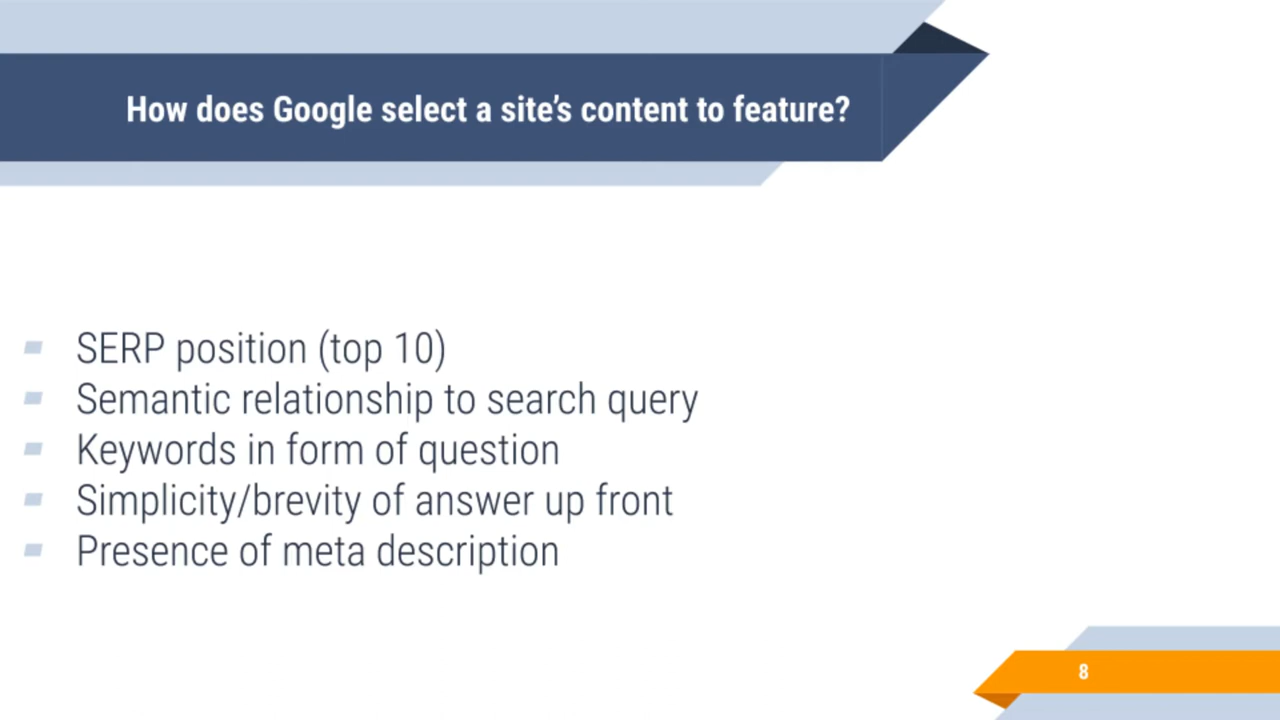 How does Google select a site’s content to feature?
SERP position (top 10)
Semantic relationship to search query
Keywords in form of question
Simplicity/brevity of answer up front
Presence of meta description
8